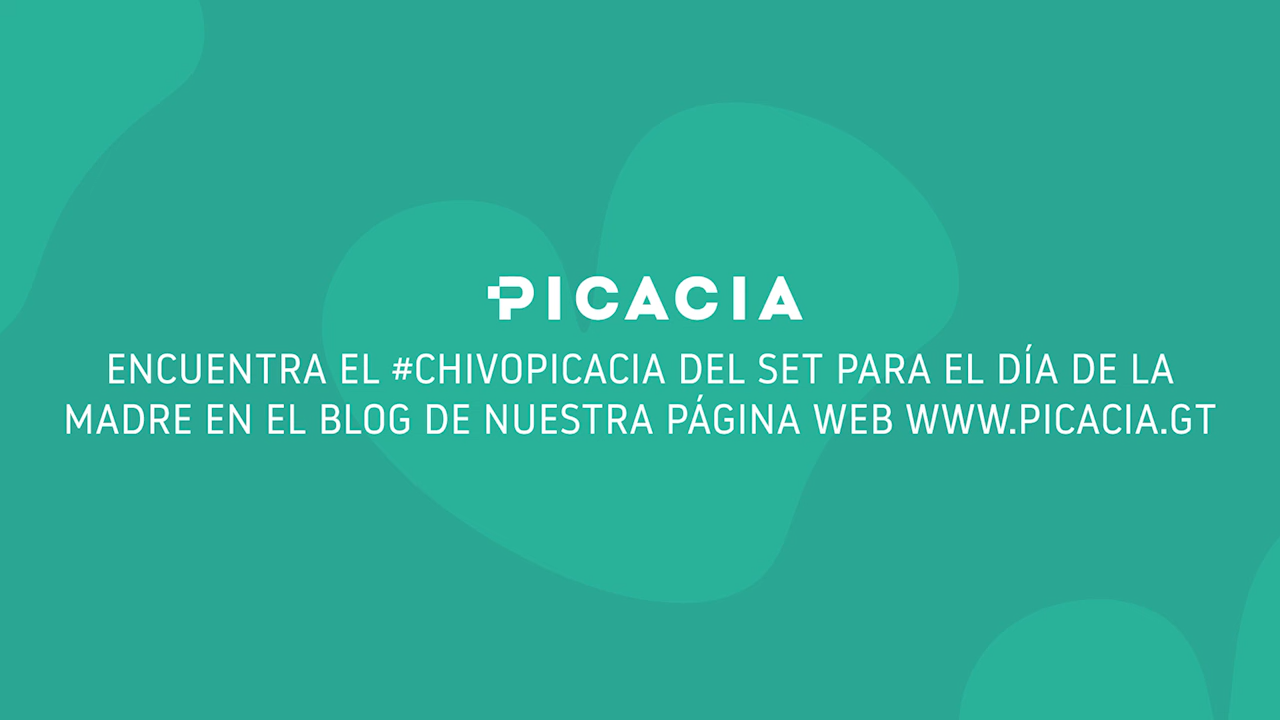 PICACIA
ENCUENTRA EL #CHIVOPICACIA DEL SET PARA EL DÍA DE LA
MADRE EN EL BLOG DE NUESTRA PÁGINA WEB WWW.PICACIA.GT